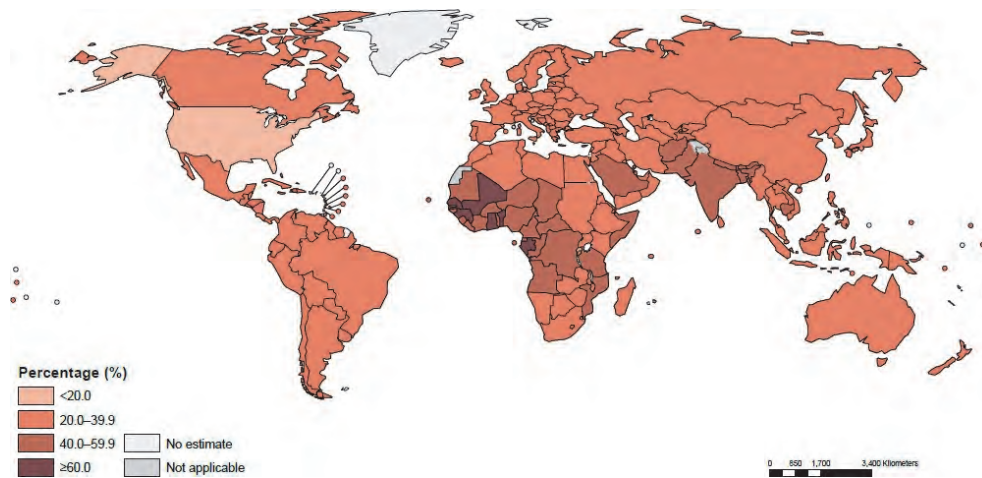 Percentage (%)
<20.0
20.0–39.9
40.0–59.9
≥60.0
No estimate
Not applicable
0 850 1,700 3,400 Kilometers